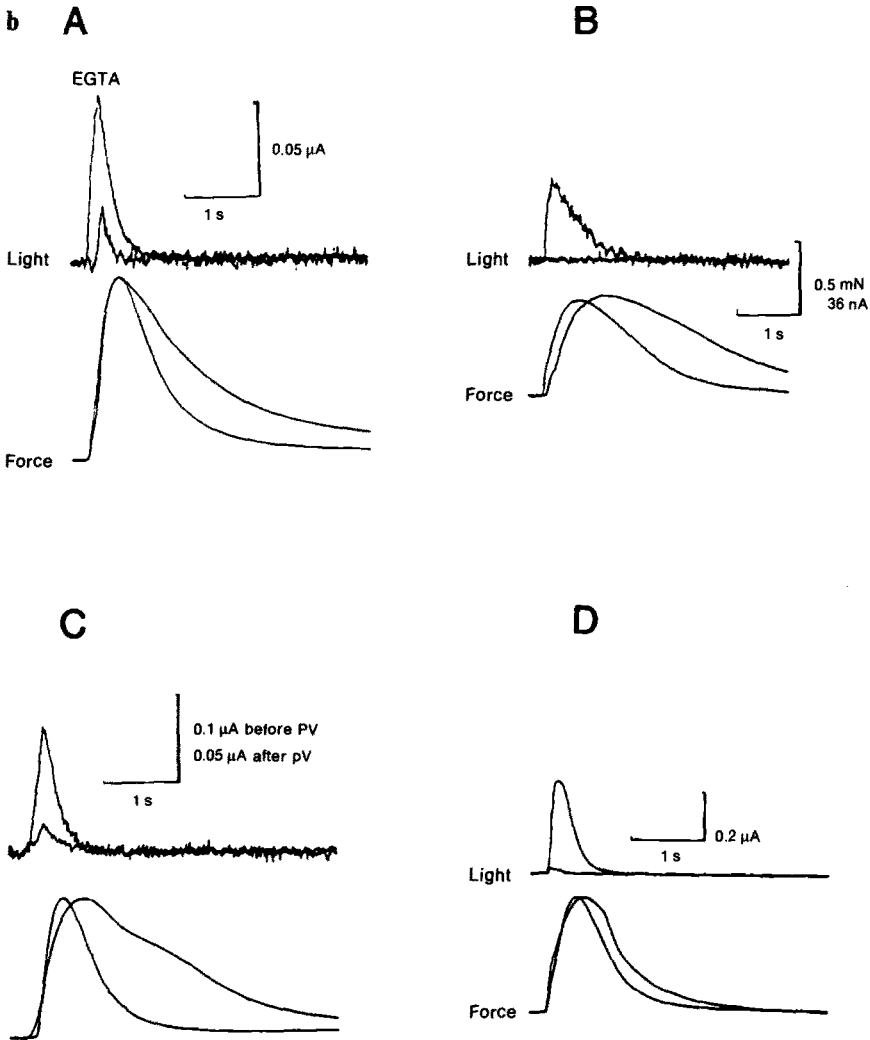 b A
EGTA
0.05 µA
1 s
Light
Force
B
Light
0.5 mN
36 nA
1 s
Force
C
0.1 µA before PV
0.05 µA after pV
1 s
D
0.2 µA
1 s
Light
Force